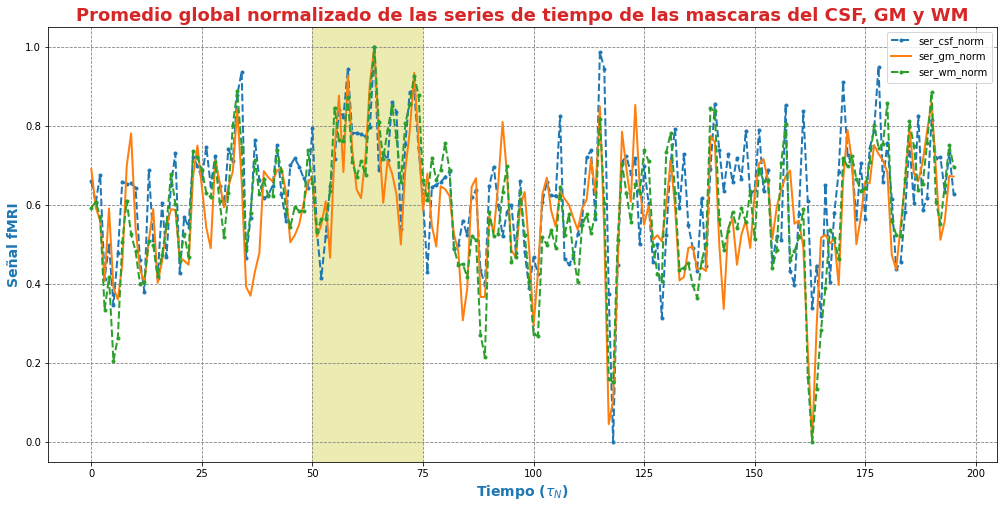 Promedio global normalizado de las series de tiempo de las mascaras del CSF, GM y WM
ser_csf_norm
ser_gm_norm
ser_wm_norm
1.0
0.8
0.6
0.4
0.2
0.0
Señal fMRI
0 25 50 75 100 125 150 175 200
Tiempo (τ_N)